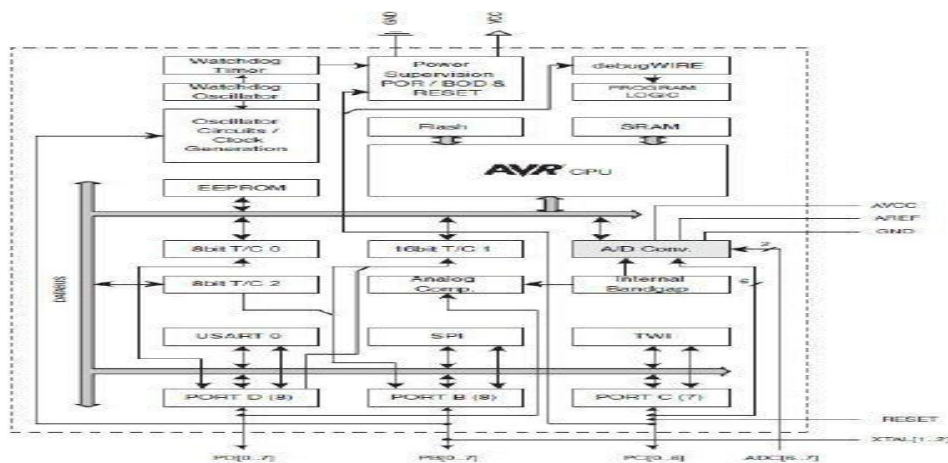 GND
VCC
Watchdog
Timer
Power
Supervision
POR / BOD &
RESET
debugWIRE
Watchdog
Oscillator
PROGRAM
LOGIC
Oscillator
Circuits /
Clock
Generation
Flash
SRAM
AVR CPU
EEPROM
AVCC
AREF
GND
8bit T/C 0
16bit T/C 1
A/D Conv.
2
DATABUS
8bit T/C 2
Analog
Comp.
Internal
Bandgap
6
USART 0
SPI
TWI
PORT D (8)
PORT B (8)
PORT C (7)
RESET
XTAL[1..2]
PD[0..7]
PB[0..7]
PC[0..6]
ADC[6..7]